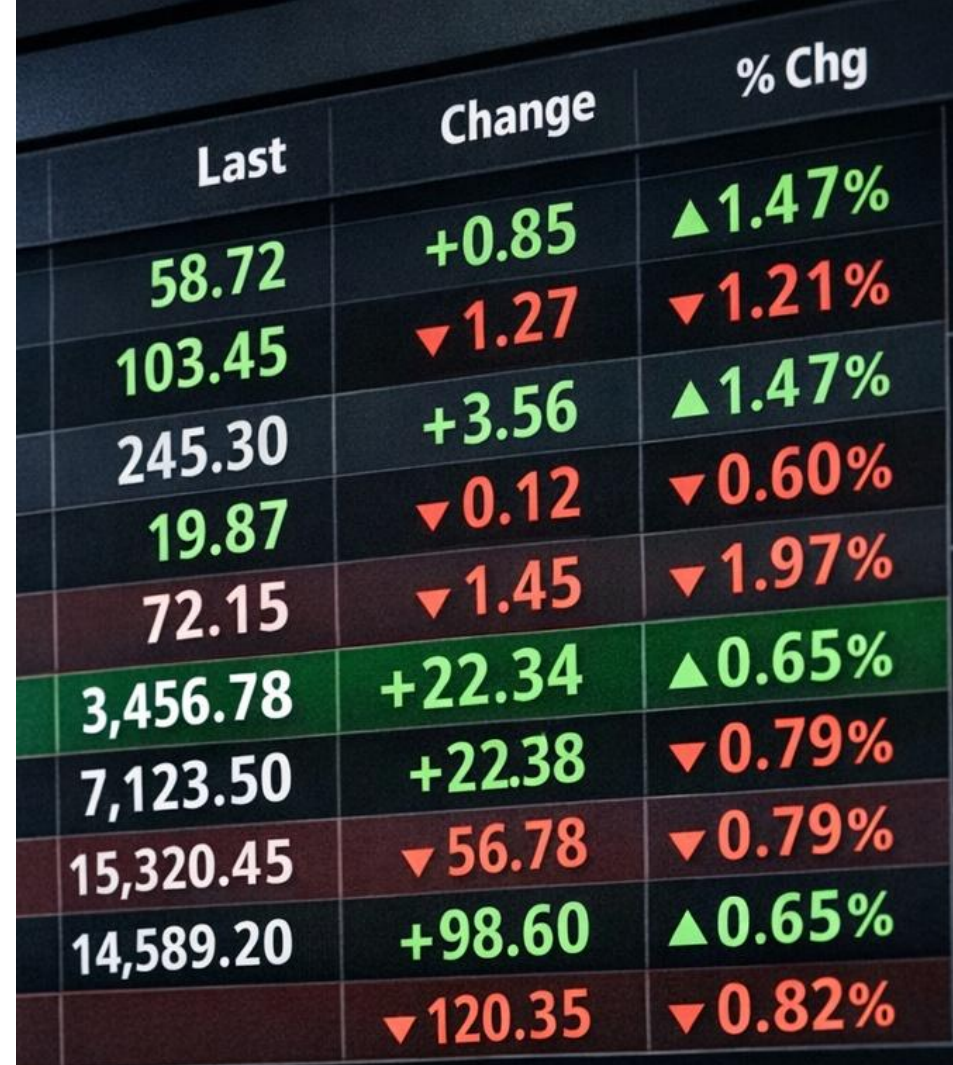 Last Change % Chg
58.72 +0.85 ▲1.47%
103.45 ▼1.27 ▼1.21%
245.30 +3.56 ▲1.47%
19.87 ▼0.12 ▼0.60%
72.15 ▼1.45 ▼1.97%
3,456.78 +22.34 ▲0.65%
7,123.50 +22.38 ▼0.79%
15,320.45 ▼56.78 ▼0.79%
14,589.20 +98.60 ▲0.65%
▼120.35 ▼0.82%